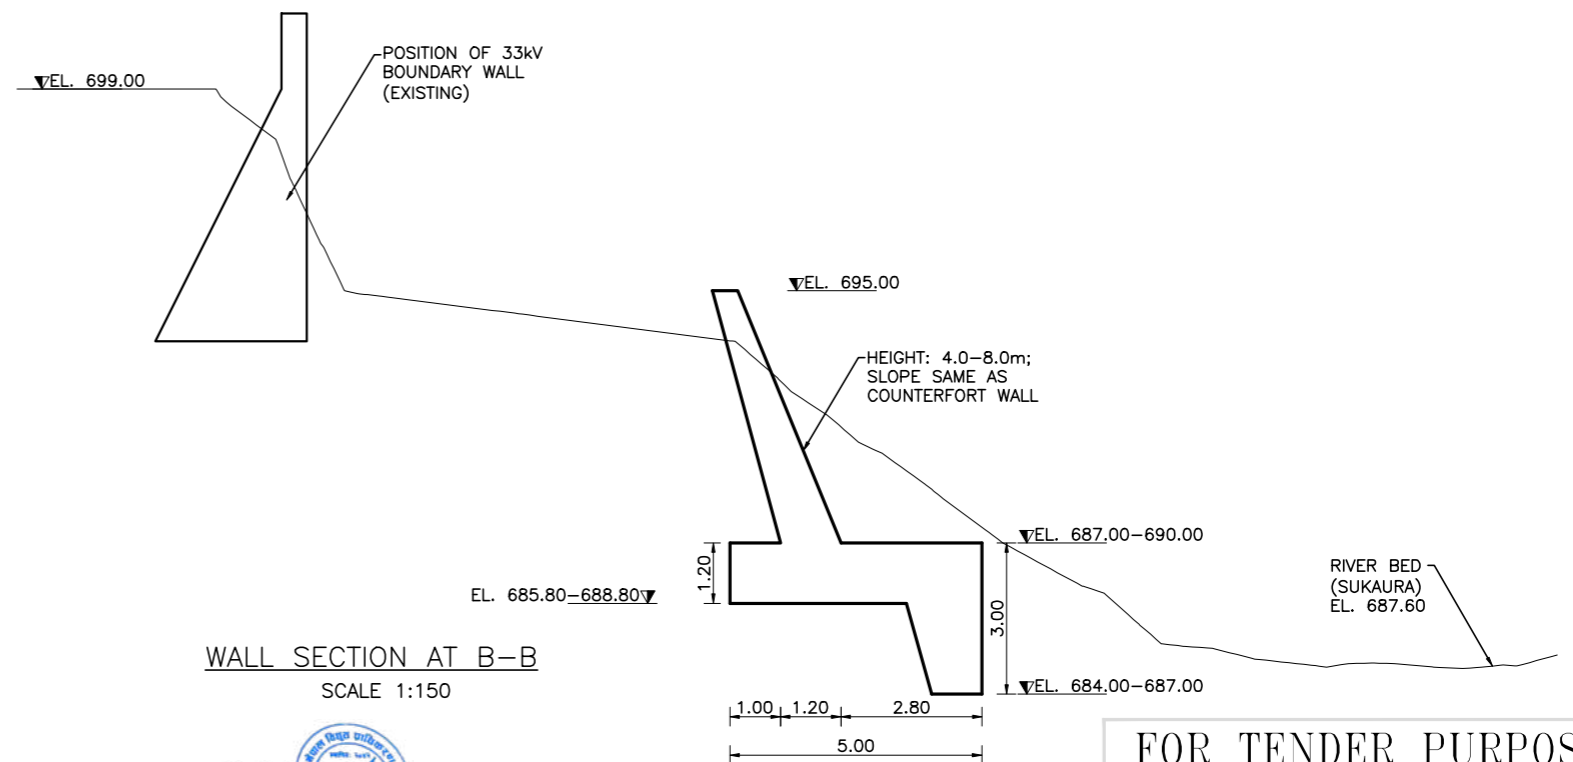 POSITION OF 33kV
BOUNDARY WALL
(EXISTING)
EL. 699.00
EL. 695.00
HEIGHT: 4.0-8.0m;
SLOPE SAME AS
COUNTERFORT WALL
EL. 687.00-690.00
1.20
EL. 685.80-688.80
3.00
RIVER BED
(SUKAURA)
EL. 687.60
WALL SECTION AT B-B
SCALE 1:150
EL. 684.00-687.00
1.00 1.20 2.80
5.00
FOR TENDER PURPOS